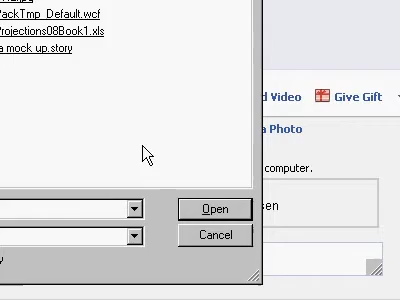 PackTmp_Default.wcf
Projections08Book1.xls
a mock up.story
d Video
Give Gift
a Photo
computer.
Open
sen
Cancel
y